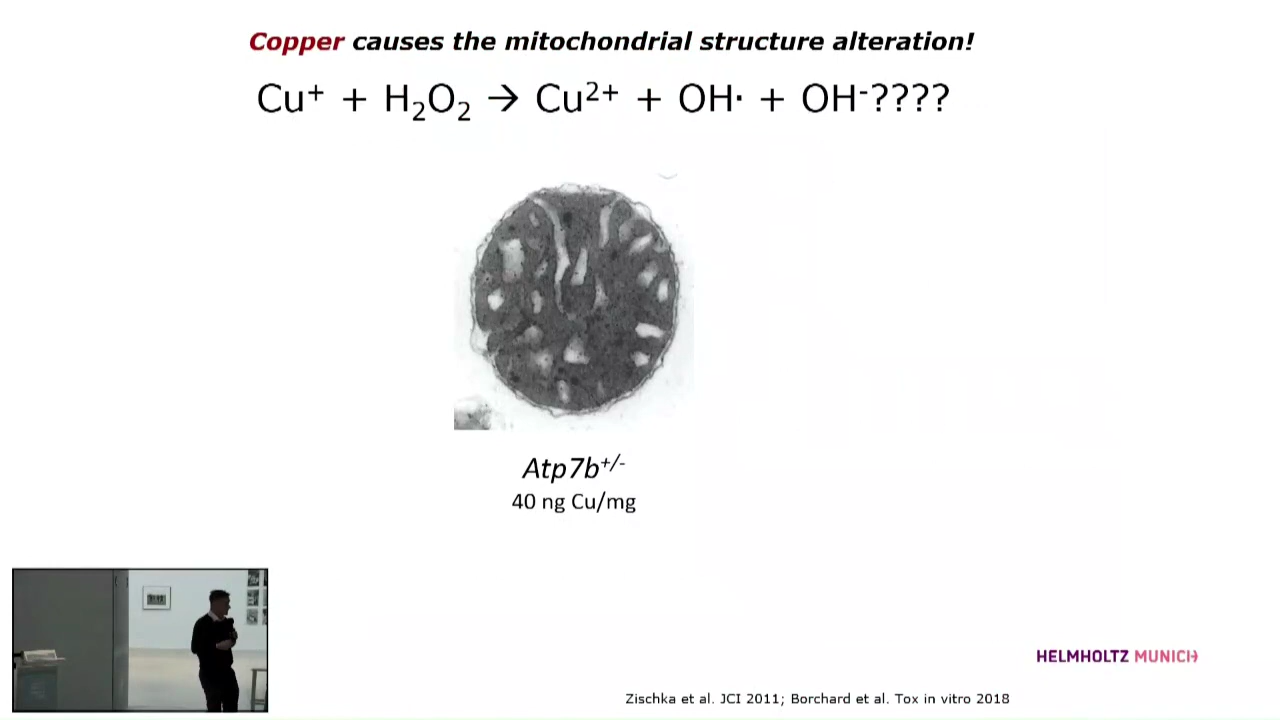 Copper causes the mitochondrial structure alteration!
Cu⁺ + H₂O₂ → Cu²⁺ + OH· + OH⁻????
Atp7b⁺/⁻
40 ng Cu/mg
HELMHOLTZ MUNICH
Zischka et al. JCI 2011; Borchard et al. Tox in vitro 2018